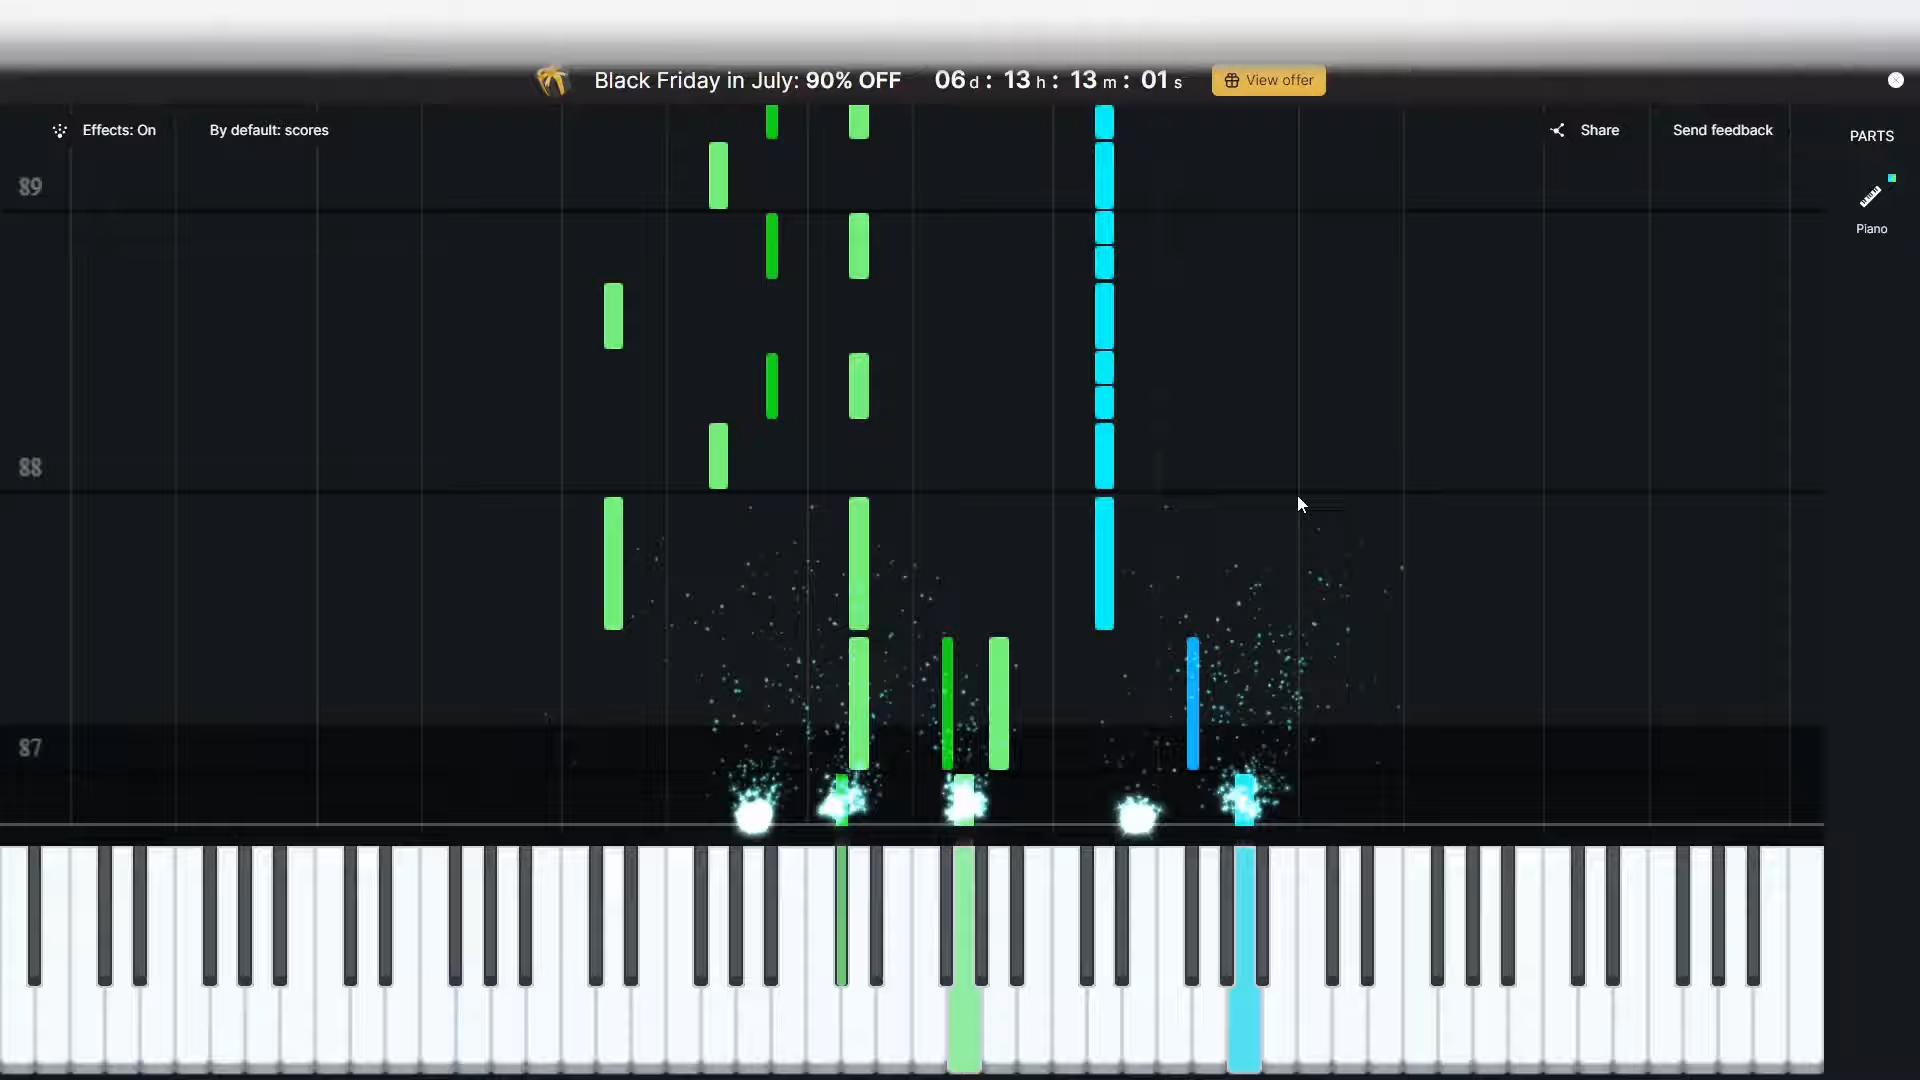 Black Friday in July: 90% OFF 06 d : 13 h : 13 m : 01 s View offer
Effects: On By default: scores Share Send feedback PARTS
89
Piano
88
87